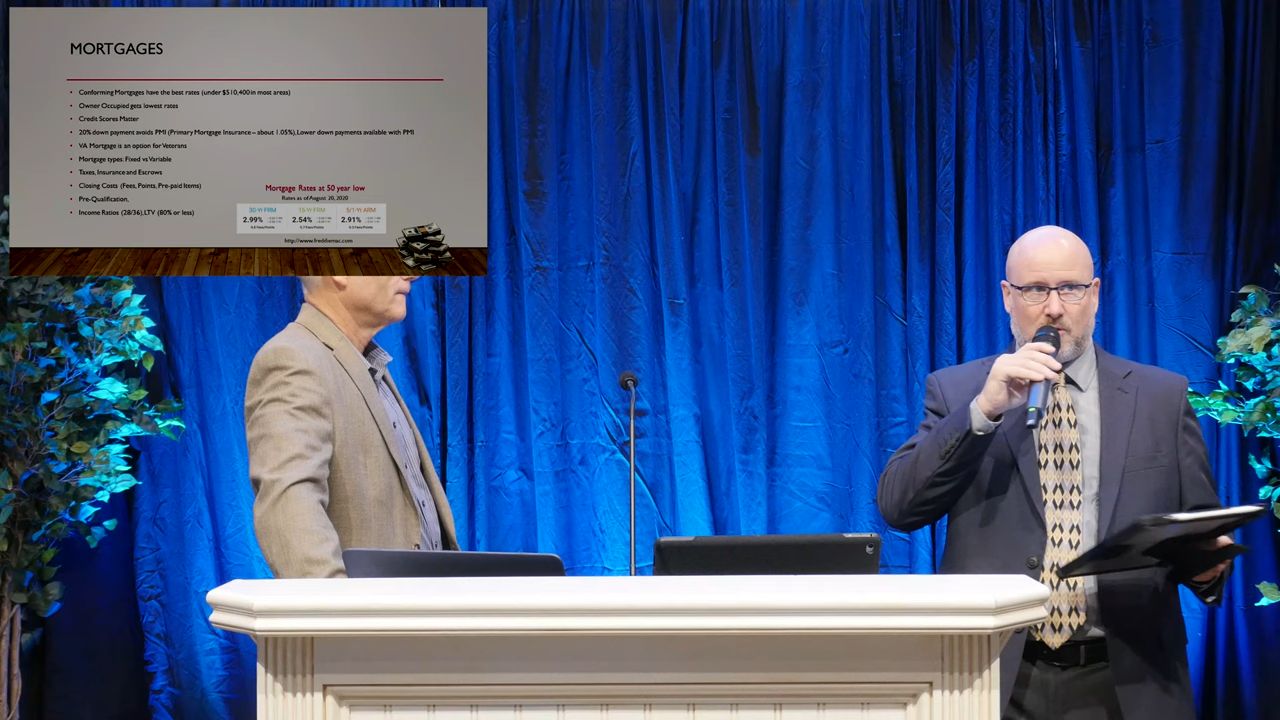 MORTGAGES
• Conforming Mortgages have the best rates (under $510,400 in most areas)
• Owner Occupied gets lowest rates
• Credit Scores Matter
• 20% down payment avoids PMI (Primary Mortgage Insurance – about 1.05%), Lower down payments available with PMI
• VA Mortgage is an option for Veterans
• Mortgage types: Fixed vs Variable
• Taxes, Insurance and Escrows
• Closing Costs (Fees, Points, Pre-paid Items)
• Pre-Qualification,
• Income Ratios (28/36), LTV (80% or less)
Mortgage Rates at 50 year low
Rates as of August 20, 2020
30-Yr FRM 15-Yr FRM 5/1-Yr ARM
2.99% 2.54% 2.91%
http://www.freddiemac.com